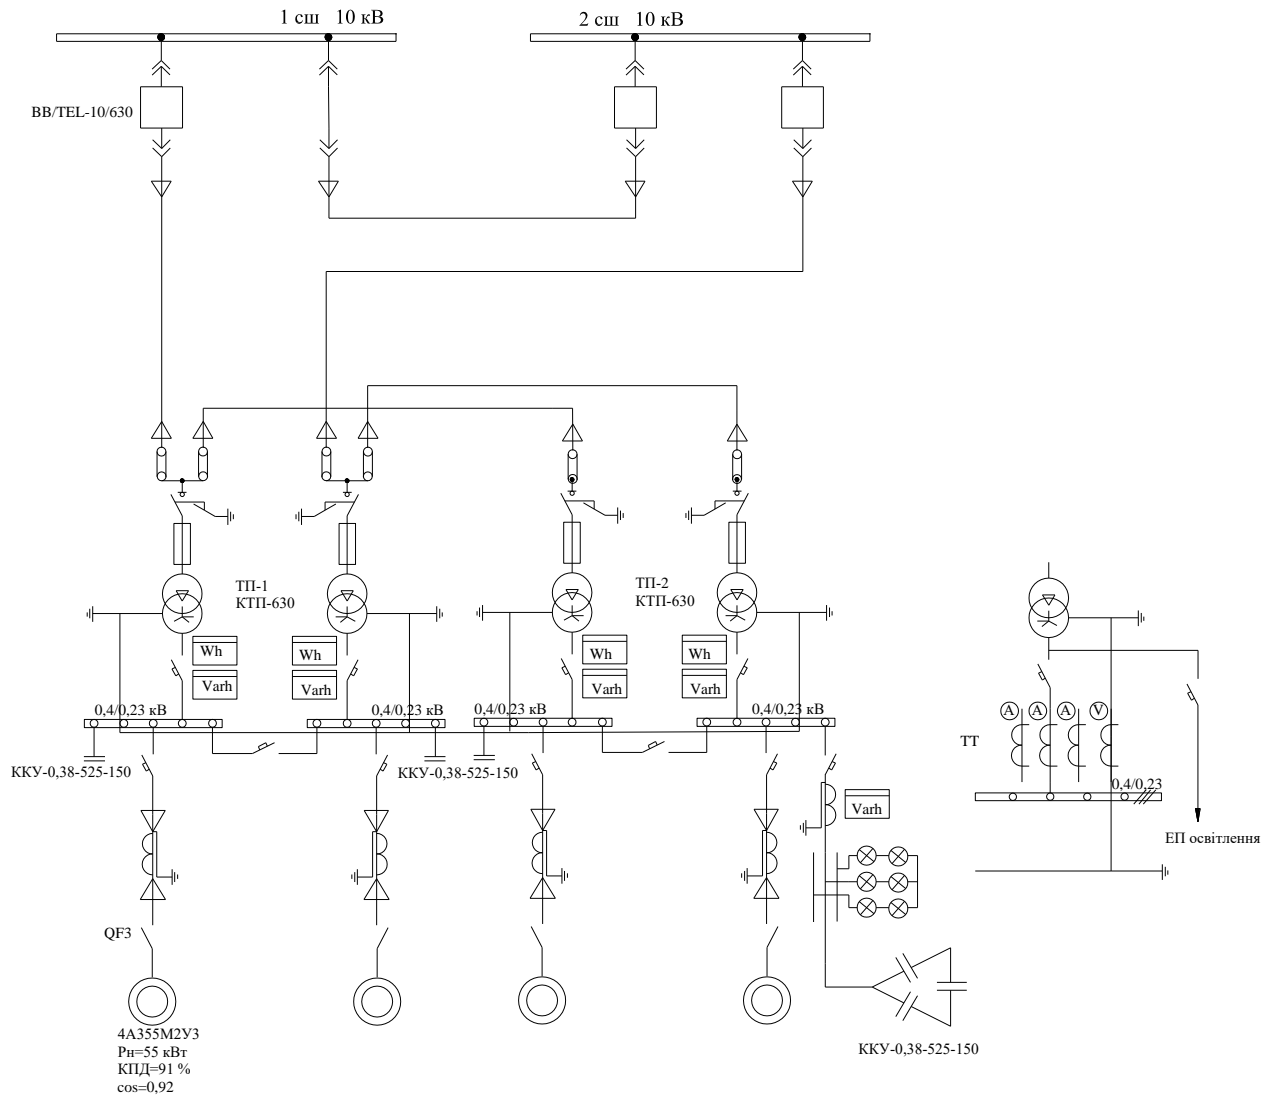 1 сш 10 кВ
2 сш 10 кВ
ВВ/TEL-10/630
ТП-1
КТП-630
ТП-2
КТП-630
Wh
Wh
Wh
Wh
Varh
Varh
Varh
Varh
0,4/0,23 кВ
0,4/0,23 кВ
0,4/0,23 кВ
0,4/0,23 кВ
A
A
A
V
ТТ
ККУ-0,38-525-150
ККУ-0,38-525-150
0,4/0,23
Varh
ЕП освітлення
QF3
4А355М2У3
Рн=55 кВт
КПД=91 %
cos=0,92
ККУ-0,38-525-150